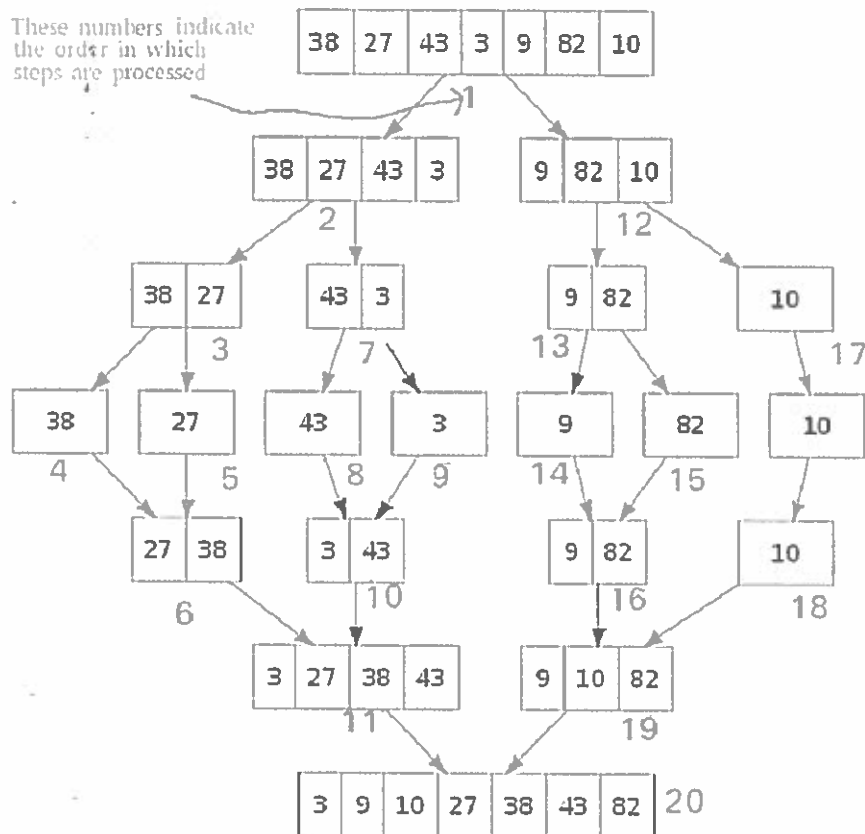 These numbers indicate
the order in which
steps are processed
38 27 43 3 9 82 10
1
38 27 43 3 9 82 10
2 12
38 27 43 3 9 82 10
3 7 13 17
38 27 43 3 9 82 10
4 5 8 9 14 15
27 38 3 43 9 82 10
6 10 16 18
3 27 38 43 9 10 82
11 19
3 9 10 27 38 43 82 20